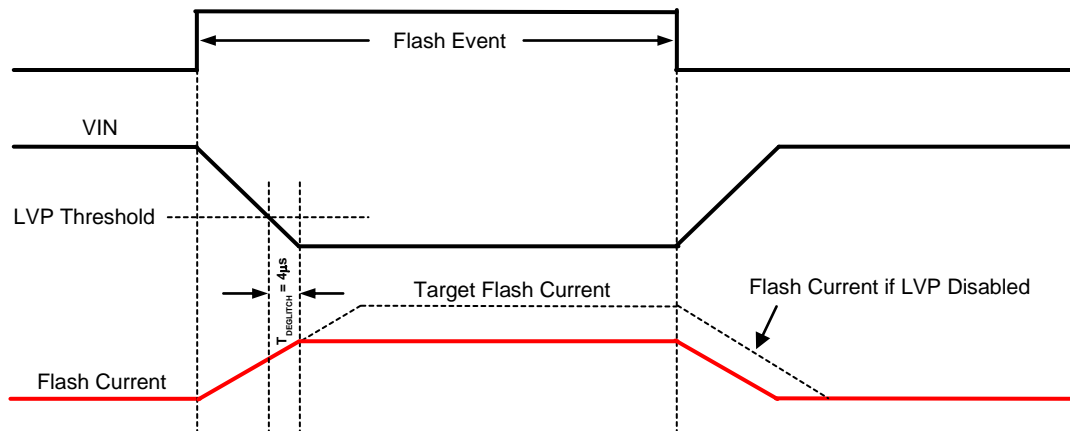 Flash Event
VIN
LVP Threshold
T DEGLITCH = 4µs
Target Flash Current
Flash Current if LVP Disabled
Flash Current